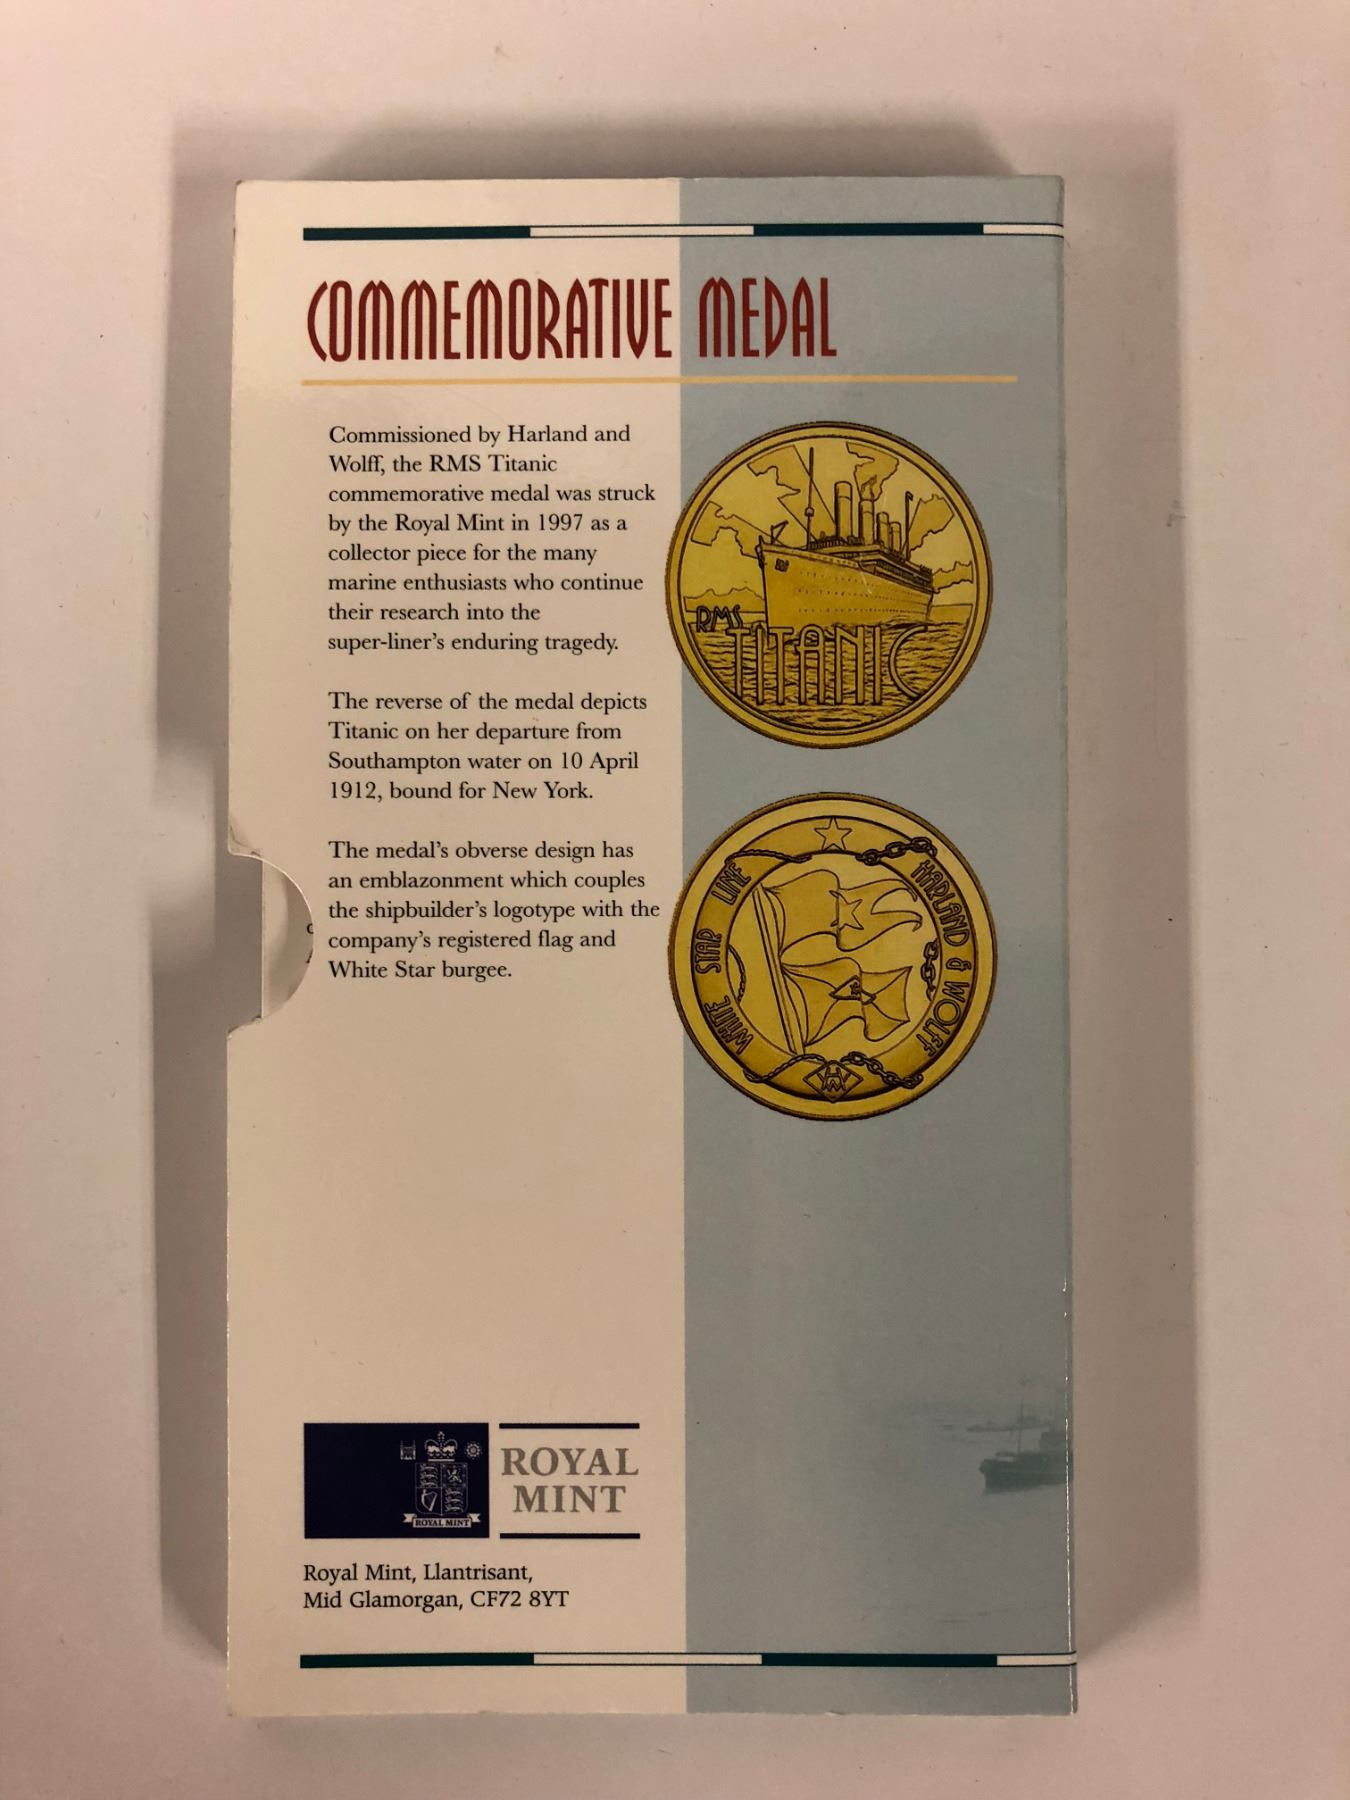 COMMEMORATIVE MEDAL
Commissioned by Harland and
Wolff, the RMS Titanic
commemorative medal was struck
by the Royal Mint in 1997 as a
collector piece for the many
marine enthusiasts who continue
their research into the
super-liner's enduring tragedy.
The reverse of the medal depicts
Titanic on her departure from
Southampton water on 10 April
1912, bound for New York.
The medal's obverse design has
an emblazonment which couples
the shipbuilder's logotype with the
company's registered flag and
White Star burgee.
RMS
TITANIC
WHITE STAR LINE
HARLAND & WOLFF
ROYAL MINT
ROYAL
MINT
Royal Mint, Llantrisant,
Mid Glamorgan, CF72 8YT